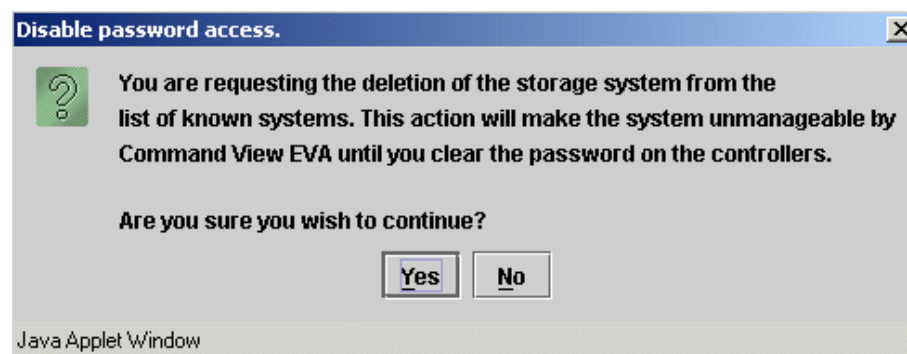 Disable password access.
You are requesting the deletion of the storage system from the
list of known systems. This action will make the system unmanageable by
Command View EVA until you clear the password on the controllers.
Are you sure you wish to continue?
Yes No
Java Applet Window